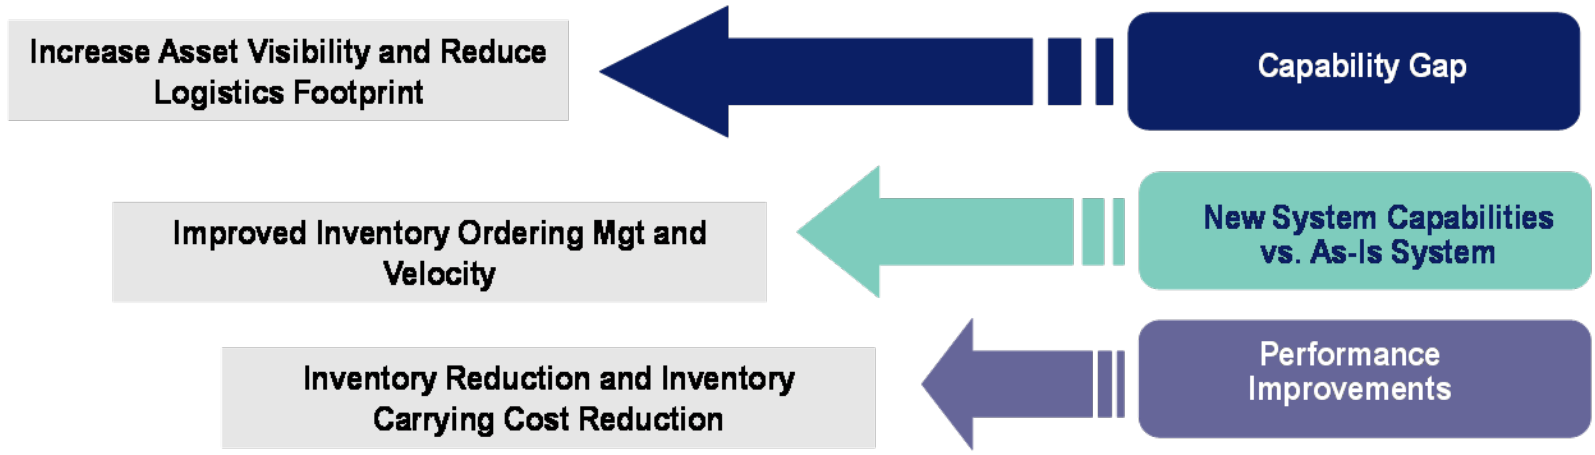 Increase Asset Visibility and Reduce
Logistics Footprint
Capability Gap
Improved Inventory Ordering Mgt and
Velocity
New System Capabilities
vs. As-Is System
Inventory Reduction and Inventory
Carrying Cost Reduction
Performance
Improvements